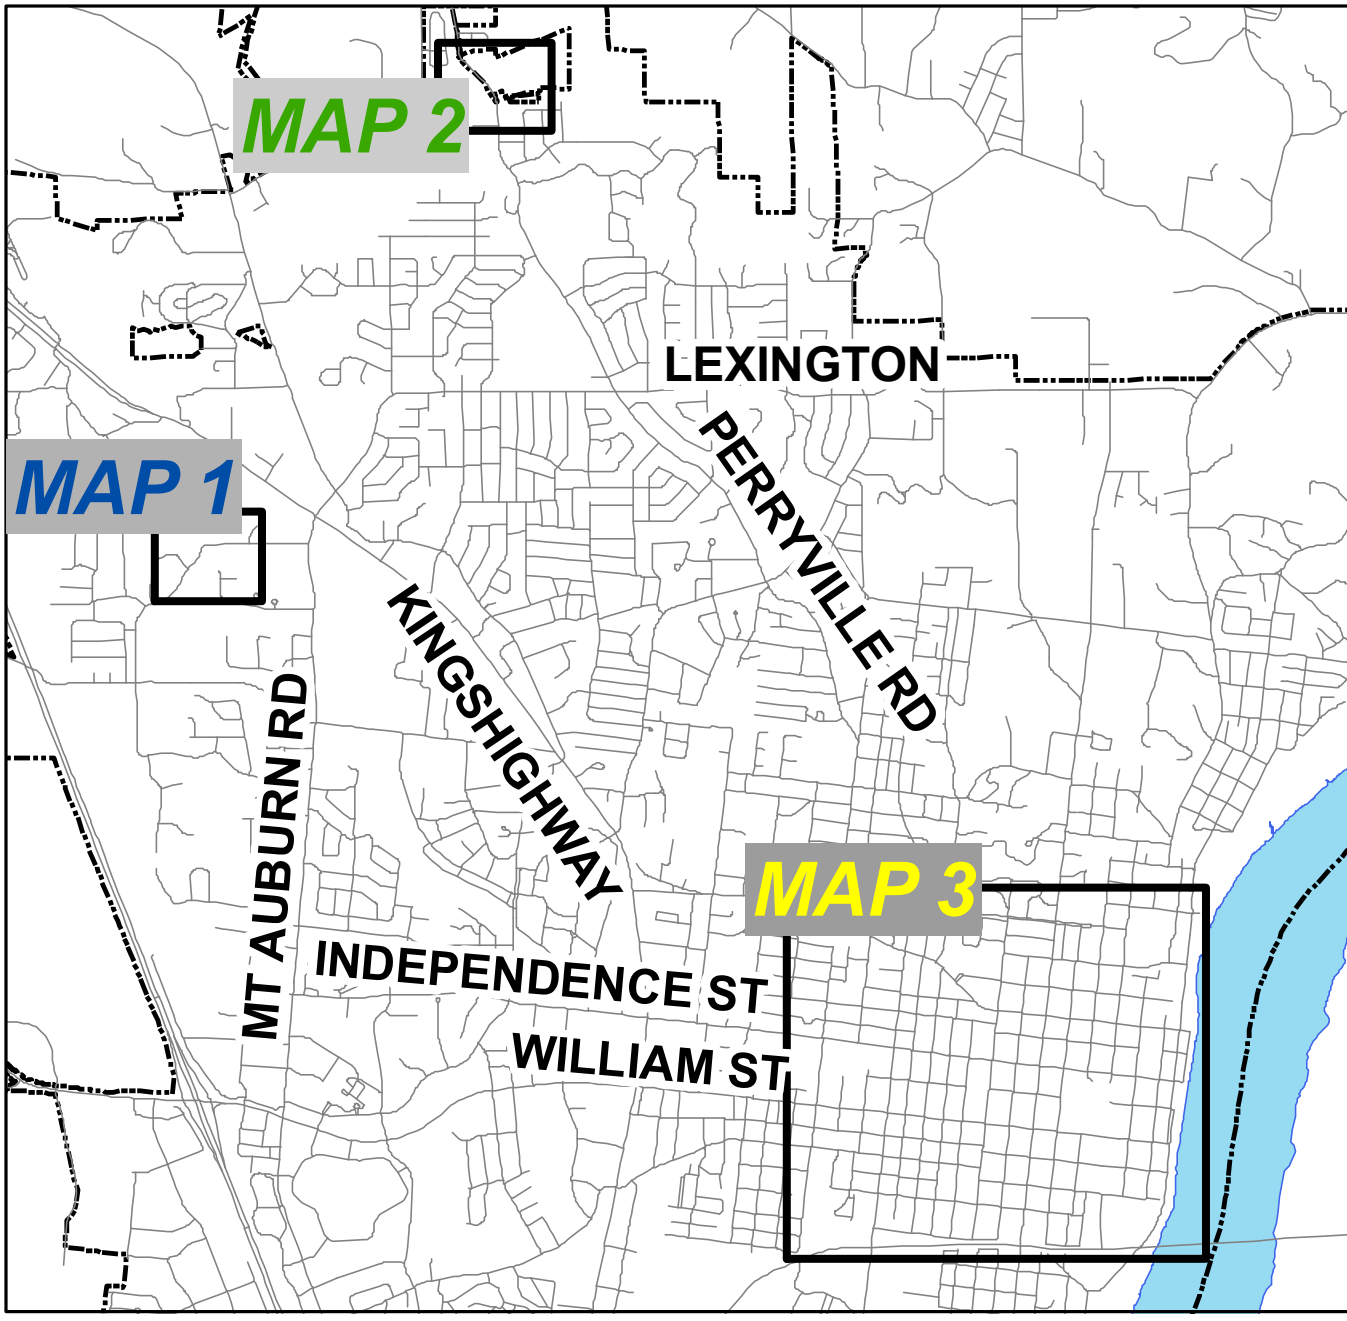 MAP 2
LEXINGTON
MAP 1
PERRYVILLE RD
KINGSHIGHWAY
MT AUBURN RD
MAP 3
INDEPENDENCE ST
WILLIAM ST